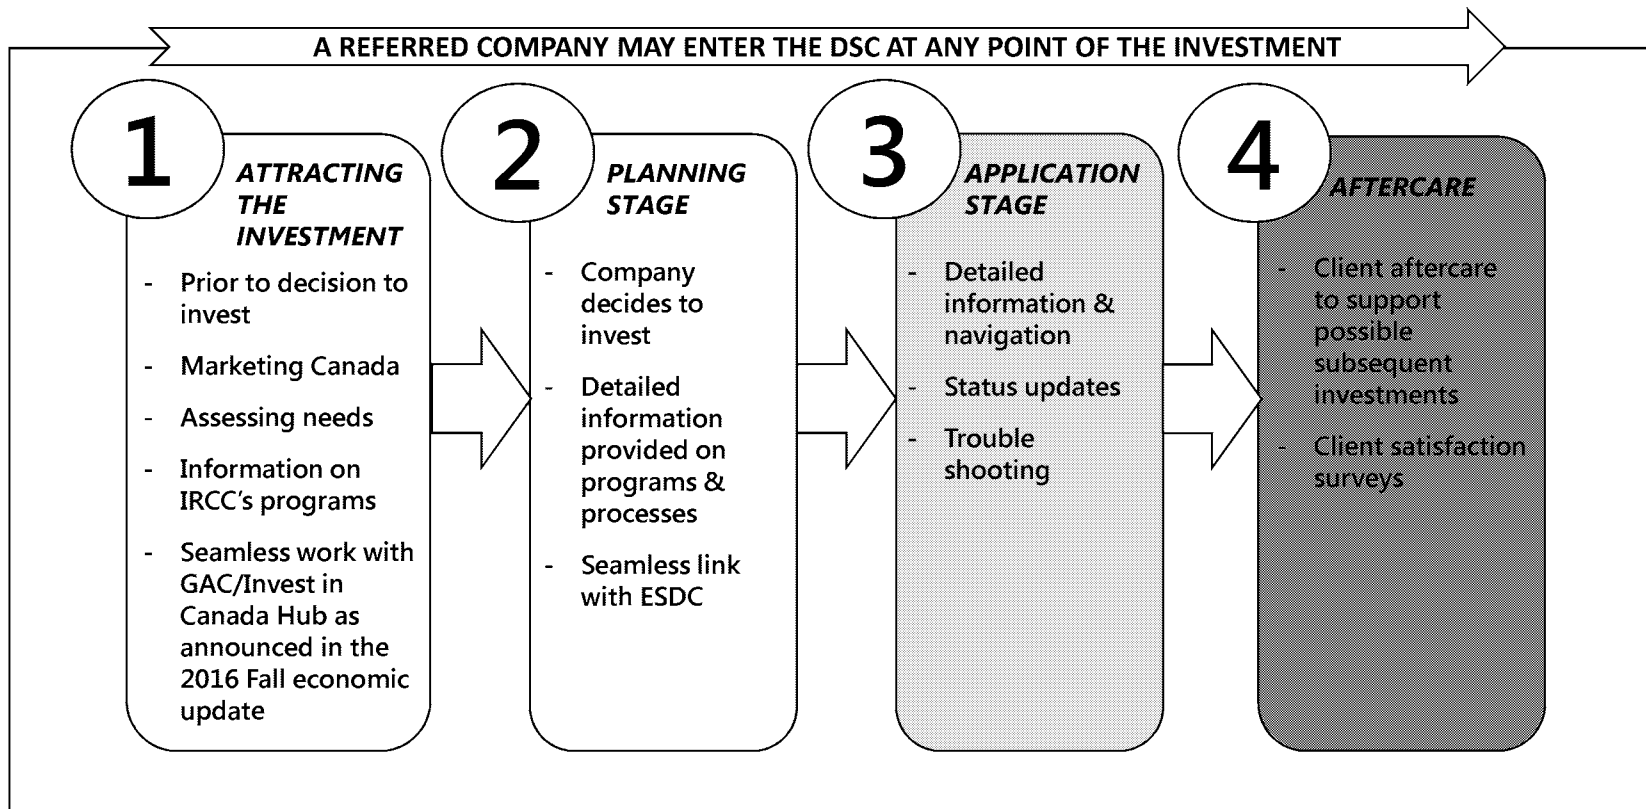 A REFERRED COMPANY MAY ENTER THE DSC AT ANY POINT OF THE INVESTMENT
1
ATTRACTING
THE
INVESTMENT
- Prior to decision to
invest
- Marketing Canada
- Assessing needs
- Information on
IRCC's programs
- Seamless work with
GAC/Invest in
Canada Hub as
announced in the
2016 Fall economic
update
2
PLANNING
STAGE
- Company
decides to
invest
- Detailed
information
provided on
programs &
processes
- Seamless link
with ESDC
3
APPLICATION
STAGE
- Detailed
information &
navigation
- Status updates
- Trouble
shooting
4
AFTERCARE
- Client aftercare
to support
possible
subsequent
investments
- Client satisfaction
surveys